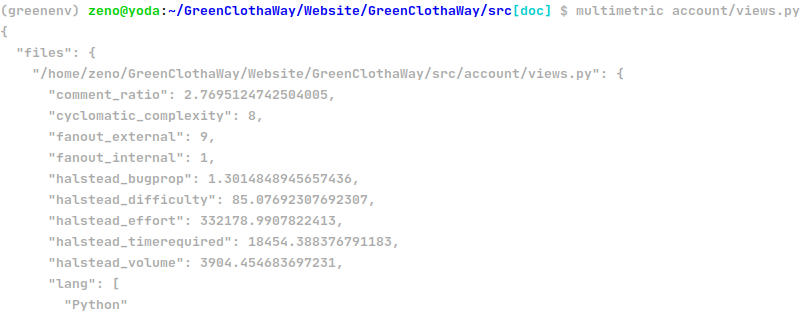 (greenenv) zeno@yoda:~/GreenClothaWay/Website/GreenClothaWay/src[doc] $ multimetric account/views.py
{
  "files": {
    "/home/zeno/GreenClothaWay/Website/GreenClothaWay/src/account/views.py": {
      "comment_ratio": 2.7695124742504005,
      "cyclomatic_complexity": 8,
      "fanout_external": 9,
      "fanout_internal": 1,
      "halstead_bugprop": 1.3014848945657436,
      "halstead_difficulty": 85.07692307692307,
      "halstead_effort": 332178.9907822413,
      "halstead_timerequired": 18454.388376791183,
      "halstead_volume": 3904.454683697231,
      "lang": [
        "Python"